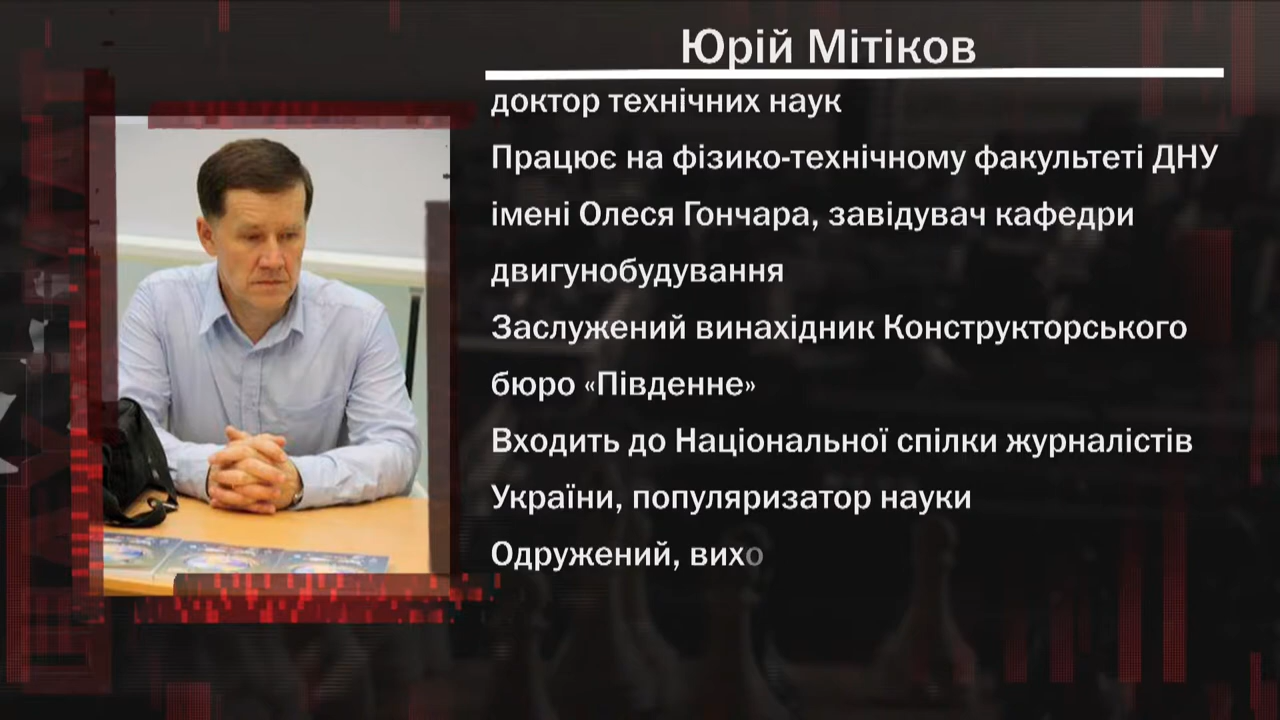 Юрій Мітіков
доктор технічних наук
Працює на фізико-технічному факультеті ДНУ
імені Олеся Гончара, завідувач кафедри
двигунобудування
Заслужений винахідник Конструкторського
бюро «Південне»
Входить до Національної спілки журналістів
України, популяризатор науки
Одружений, вихо